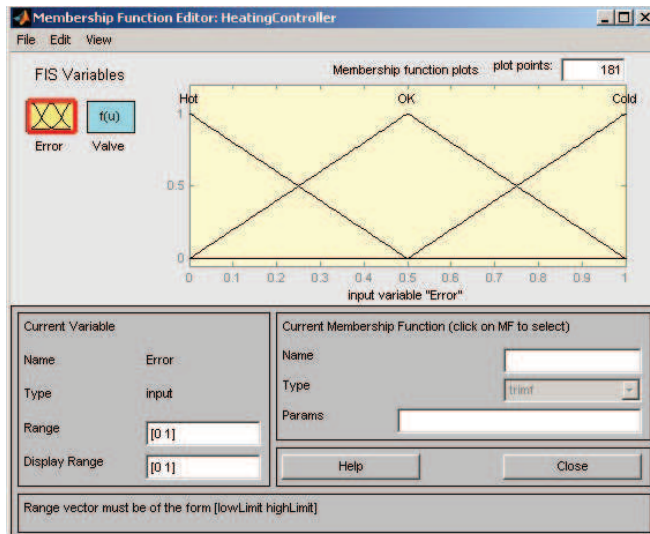 Membership Function Editor: HeatingController
File Edit View
FIS Variables
f(u)
Error Valve
Membership function plots plot points: 181
Hot OK Cold
1
0.5
0
0 0.1 0.2 0.3 0.4 0.5 0.6 0.7 0.8 0.9 1
input variable "Error"
Current Variable
Name Error
Type input
Range [0 1]
Display Range [0 1]
Current Membership Function (click on MF to select)
Name
Type trimf
Params
Help Close
Range vector must be of the form [lowLimit highLimit]